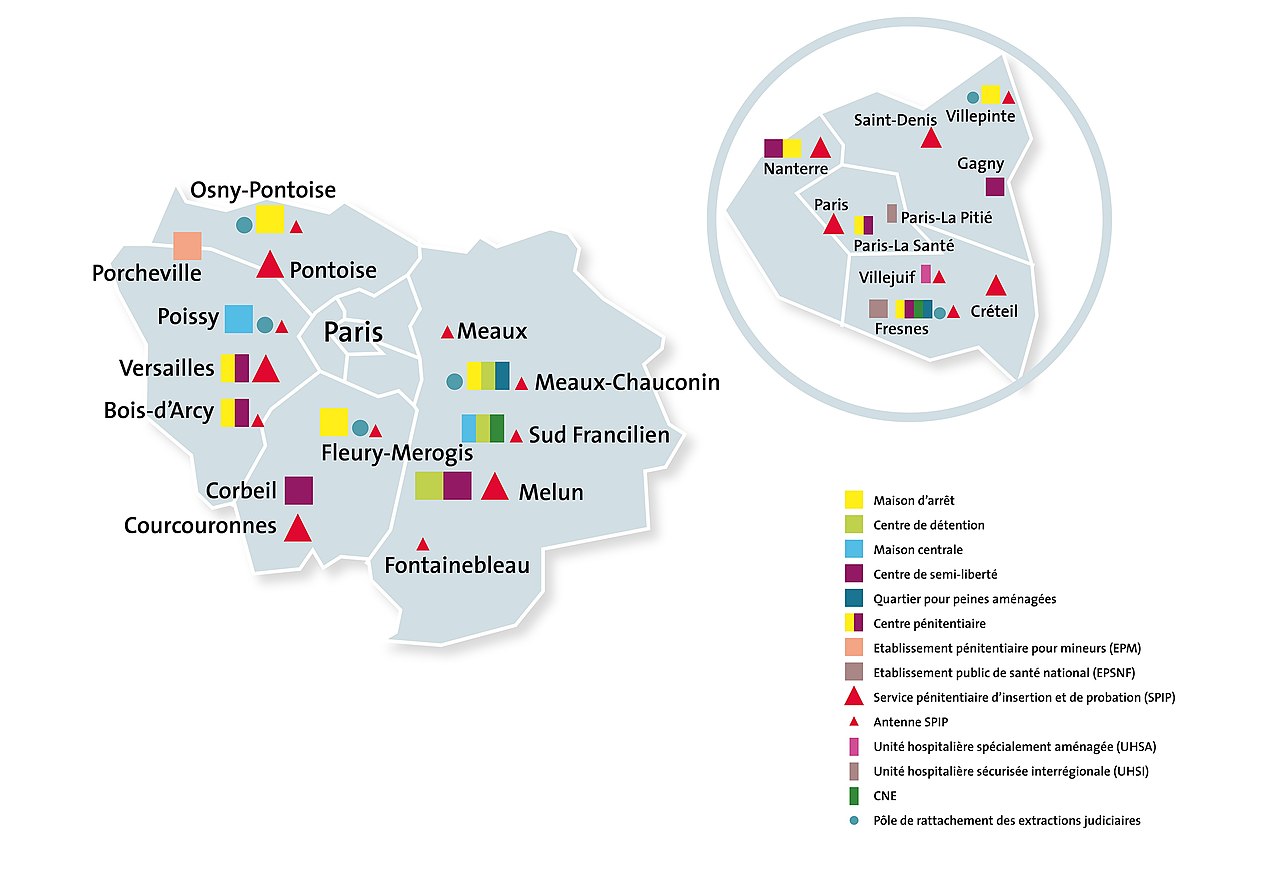 Osny-Pontoise
Porcheville
Pontoise
Poissy
Paris
Meaux
Versailles
Meaux-Chauconin
Bois-d’Arcy
Sud Francilien
Fleury-Merogis
Corbeil
Melun
Courcouronnes
Fontainebleau
Saint-Denis
Villepinte
Nanterre
Gagny
Paris
Paris-La Pitié
Paris-La Santé
Villejuif
Créteil
Fresnes
Maison d’arrêt
Centre de détention
Maison centrale
Centre de semi-liberté
Quartier pour peines aménagées
Centre pénitentiaire
Etablissement pénitentiaire pour mineurs (EPM)
Etablissement public de santé national (EPSNF)
Service pénitentiaire d’insertion et de probation (SPIP)
Antenne SPIP
Unité hospitalière spécialement aménagée (UHSA)
Unité hospitalière sécurisée interrégionale (UHSI)
CNE
Pôle de rattachement des extractions judiciaires